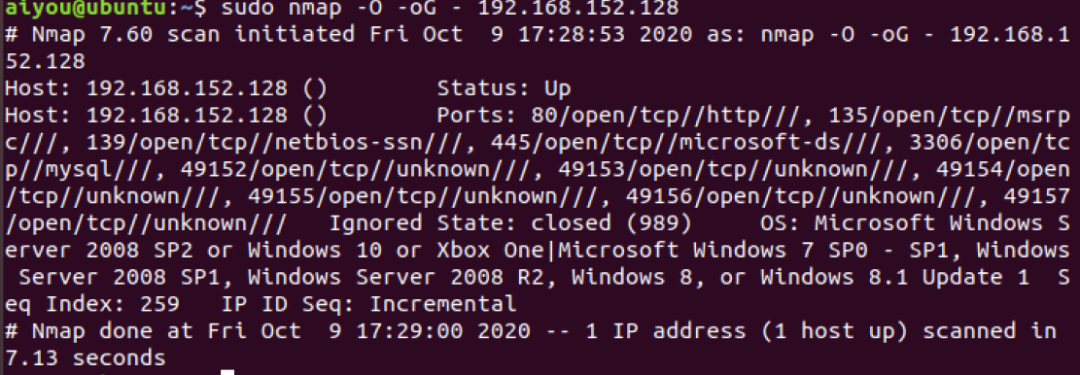 aiyou@ubuntu:~$ sudo nmap -O -oG - 192.168.152.128
# Nmap 7.60 scan initiated Fri Oct  9 17:28:53 2020 as: nmap -O -oG - 192.168.1
52.128
Host: 192.168.152.128 ()	Status: Up
Host: 192.168.152.128 ()	Ports: 80/open/tcp//http///, 135/open/tcp//msrp
c///, 139/open/tcp//netbios-ssn///, 445/open/tcp//microsoft-ds///, 3306/open/tc
p//mysql///, 49152/open/tcp//unknown///, 49153/open/tcp//unknown///, 49154/open
/tcp//unknown///, 49155/open/tcp//unknown///, 49156/open/tcp//unknown///, 49157
/open/tcp//unknown///	Ignored State: closed (989)	OS: Microsoft Windows S
erver 2008 SP2 or Windows 10 or Xbox One|Microsoft Windows 7 SP0 - SP1, Windows
 Server 2008 SP1, Windows Server 2008 R2, Windows 8, or Windows 8.1 Update 1  S
eq Index: 259	IP ID Seq: Incremental
# Nmap done at Fri Oct  9 17:29:00 2020 -- 1 IP address (1 host up) scanned in
7.13 seconds